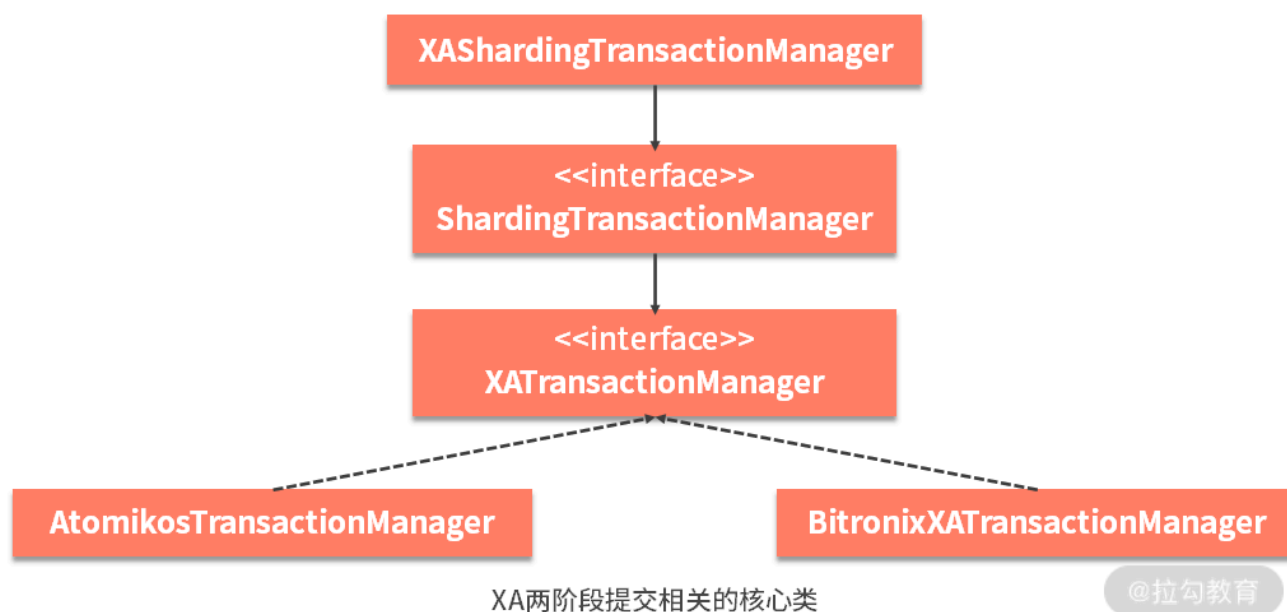 XAShardingTransactionManager
<<interface>>
ShardingTransactionManager
<<interface>>
XATransactionManager
AtomikosTransactionManager
BitronixXATransactionManager
XA两阶段提交相关的核心类
@拉勾教育